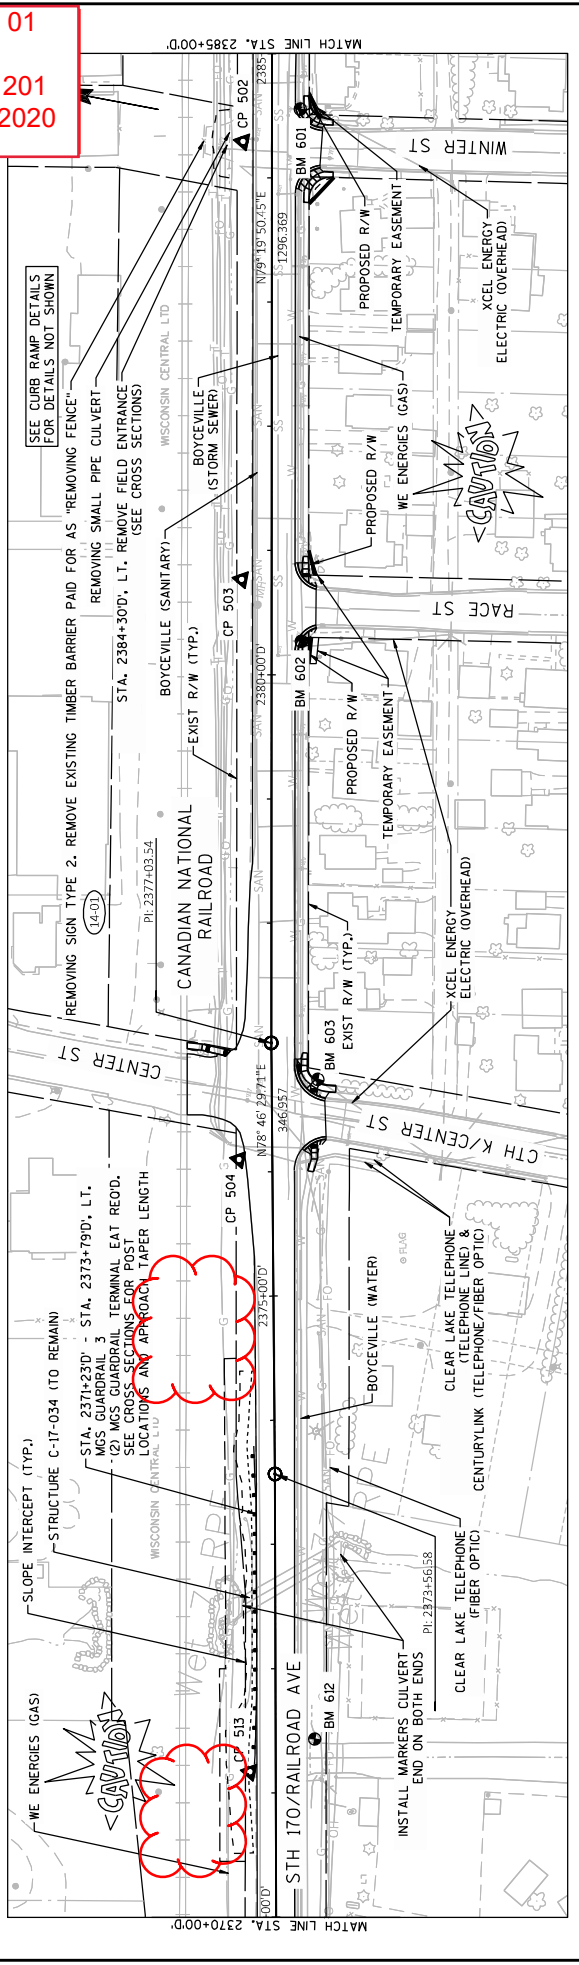 01
201
2020
MATCH LINE STA. 2385+00'D'
2385
CP 502
BM 601
WINTER ST
N79° 19' 50.45"E
1296.369
PROPOSED R/W
TEMPORARY EASEMENT
XCEL ENERGY
ELECTRIC (OVERHEAD)
SEE CURB RAMP DETAILS
FOR DETAILS NOT SHOWN
REMOVING SIGN TYPE 2. REMOVE EXISTING TIMBER BARRIER PAID FOR AS "REMOVING FENCE"
REMOVING SMALL PIPE CULVERT
STA. 2384+30'D', LT. REMOVE FIELD ENTRANCE
(SEE CROSS SECTIONS)
WISCONSIN CENTRAL LTD
BOYCEVILLE
(STORM SEWER)
BOYCEVILLE (SANITARY)
EXIST R/W (TYP.)
WE ENERGIES (GAS)
PROPOSED R/W
CAUTION
CP 503
2380+00'D'
BM 602
RACE ST
PROPOSED R/W
TEMPORARY EASEMENT
14-01
PI: 2377+03.54
CANADIAN NATIONAL
RAILROAD
XCEL ENERGY
ELECTRIC (OVERHEAD)
EXIST R/W (TYP.)
BM 603
CENTER ST
CTH K/CENTER ST
N78° 46' 29.71"E
346.957
CP 504
2375+00'D'
STA. 2371+23'D' - STA. 2373+79'D', LT.
MGS GUARDRAIL 3
(2) MGS GUARDRAIL TERMINAL EAT REQ'D.
SEE CROSS SECTIONS FOR POST
LOCATIONS AND APPROACH TAPER LENGTH
STRUCTURE C-17-034 (TO REMAIN)
SLOPE INTERCEPT (TYP.)
WISCONSIN CENTRAL LTD
FLAG
BOYCEVILLE (WATER)
CLEAR LAKE TELEPHONE
(TELEPHONE LINE) &
CENTURYLINK (TELEPHONE/FIBER OPTIC)
CLEAR LAKE TELEPHONE
(FIBER OPTIC)
PI: 2373+56.58
INSTALL MARKERS CULVERT
END ON BOTH ENDS
WE ENERGIES (GAS)
CAUTION
CP 513
BM 612
STH 170/RAILROAD AVE
+00'D'
MATCH LINE STA. 2370+00'D'